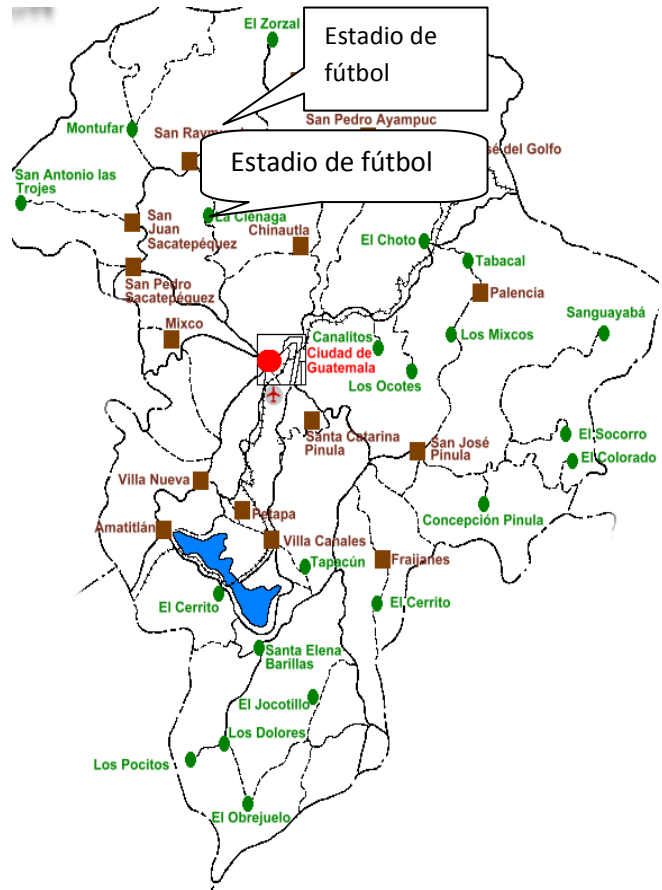 El Zorzal
Estadio de
fútbol
Montufar
San Pedro Ayampuc
San Ray
del Golfo
Estadio de fútbol
San Antonio las
Trojes
San
Juan
Sacatepéquez
La Ciénaga
Chinautla
El Choto
Tabacal
San Pedro
Sacatepéquez
Palencia
Mixco
Sanguayabá
Canalitos
Los Mixcos
Ciudad de
Guatemala
Los Ocotes
Santa Catarina
Pinula
San José
Pinula
El Socorro
El Colorado
Villa Nueva
Petapa
Concepción Pinula
Amatitlán
Villa Canales
Tapacún
Fraijanes
El Cerrito
El Cerrito
Santa Elena
Barillas
El Jocotillo
Los Dolores
Los Pocitos
El Obrejuelo